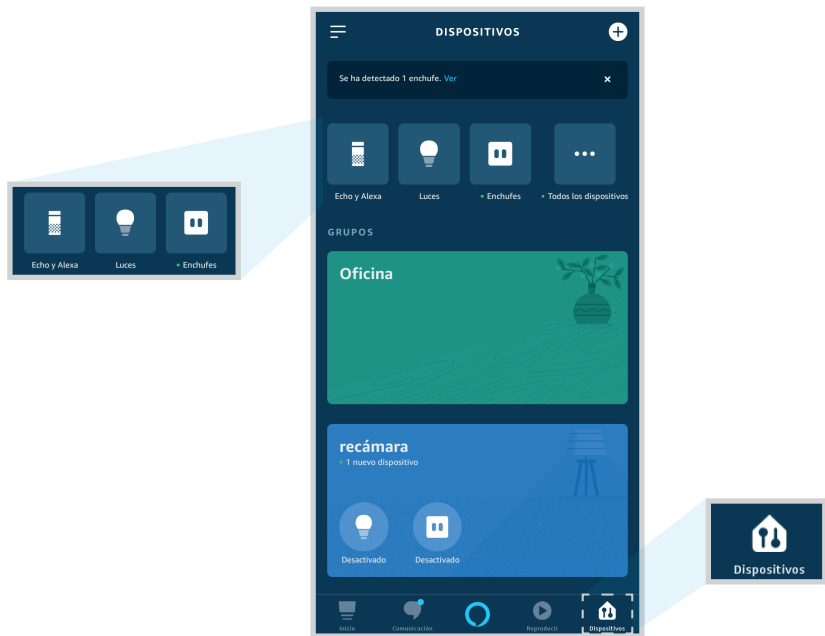 DISPOSITIVOS
Se ha detectado 1 enchufe. Ver
Echo y Alexa
Luces
Enchufes
Todos los dispositivos
Echo y Alexa
Luces
Enchufes
GRUPOS
Oficina
recámara
1 nuevo dispositivo
Desactivado
Desactivado
Dispositivos
Inicio
Comunicación
Reproducir
Dispositivos